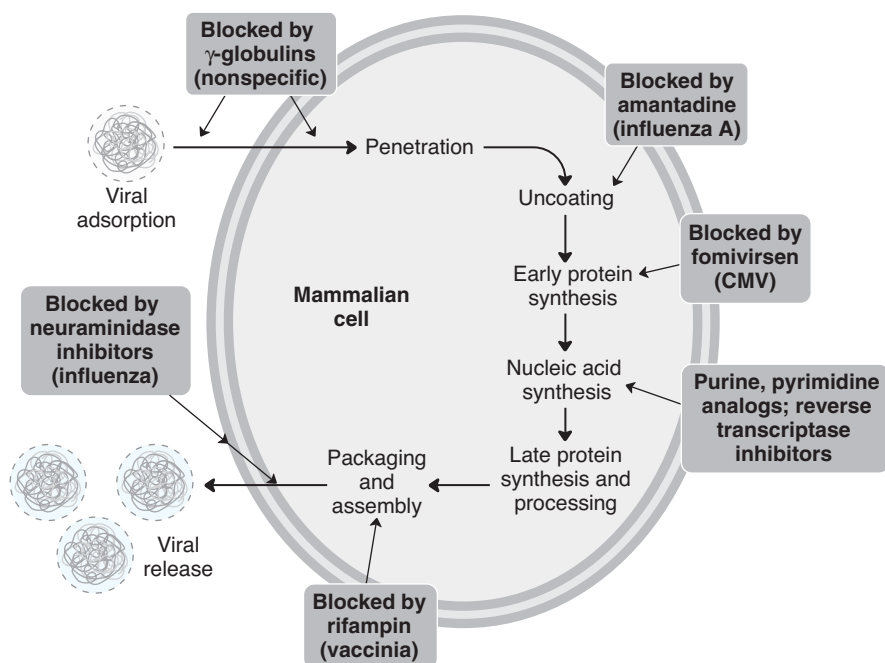 Blocked by
γ-globulins
(nonspecific)
Blocked by
amantadine
(influenza A)
Penetration
Viral
adsorption
Uncoating
Blocked by
fomivirsen
(CMV)
Early protein
synthesis
Mammalian
cell
Blocked by
neuraminidase
inhibitors
(influenza)
Nucleic acid
synthesis
Purine, pyrimidine
analogs; reverse
transcriptase
inhibitors
Late protein
synthesis and
processing
Packaging
and
assembly
Viral
release
Blocked by
rifampin
(vaccinia)